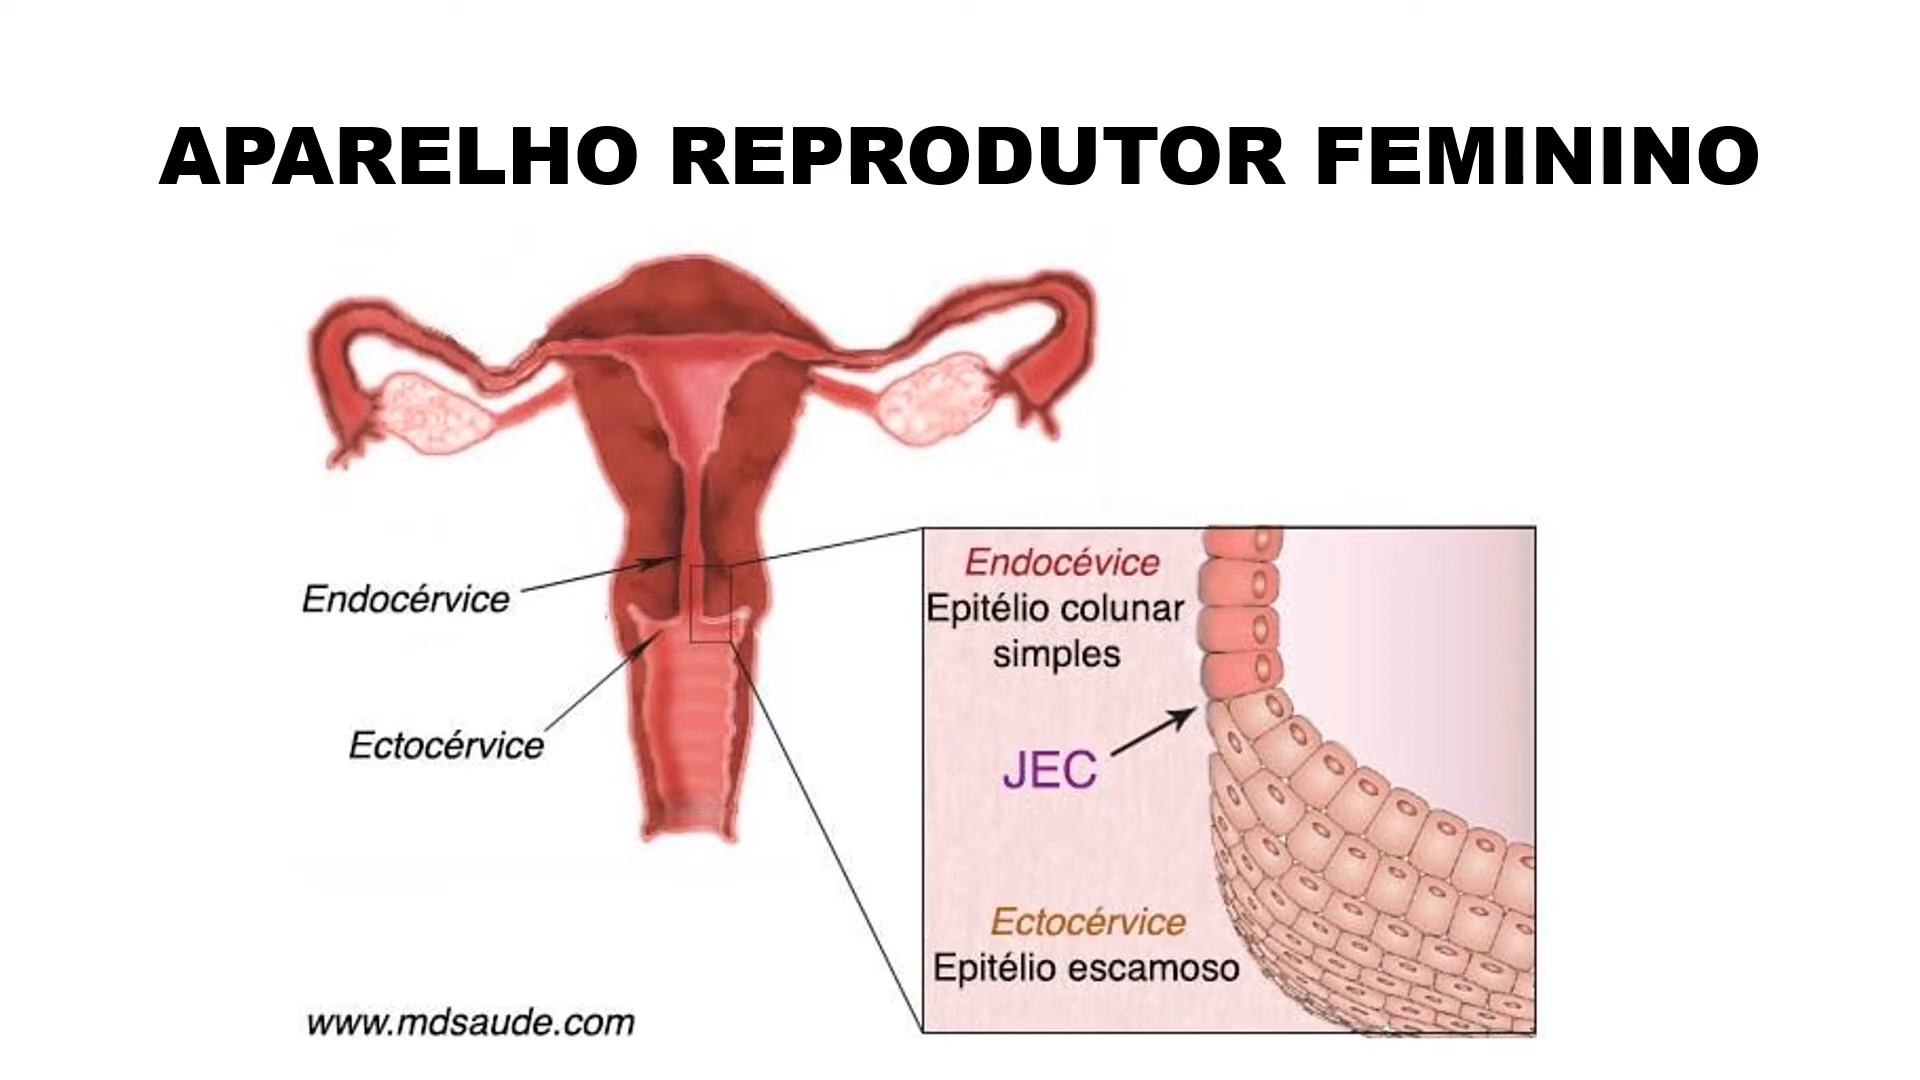 APARELHO REPRODUTOR FEMININO
Endocérvice
Ectocérvice
Endocévice
Epitélio colunar
simples
JEC
Ectocérvice
Epitélio escamoso
www.mdsaude.com